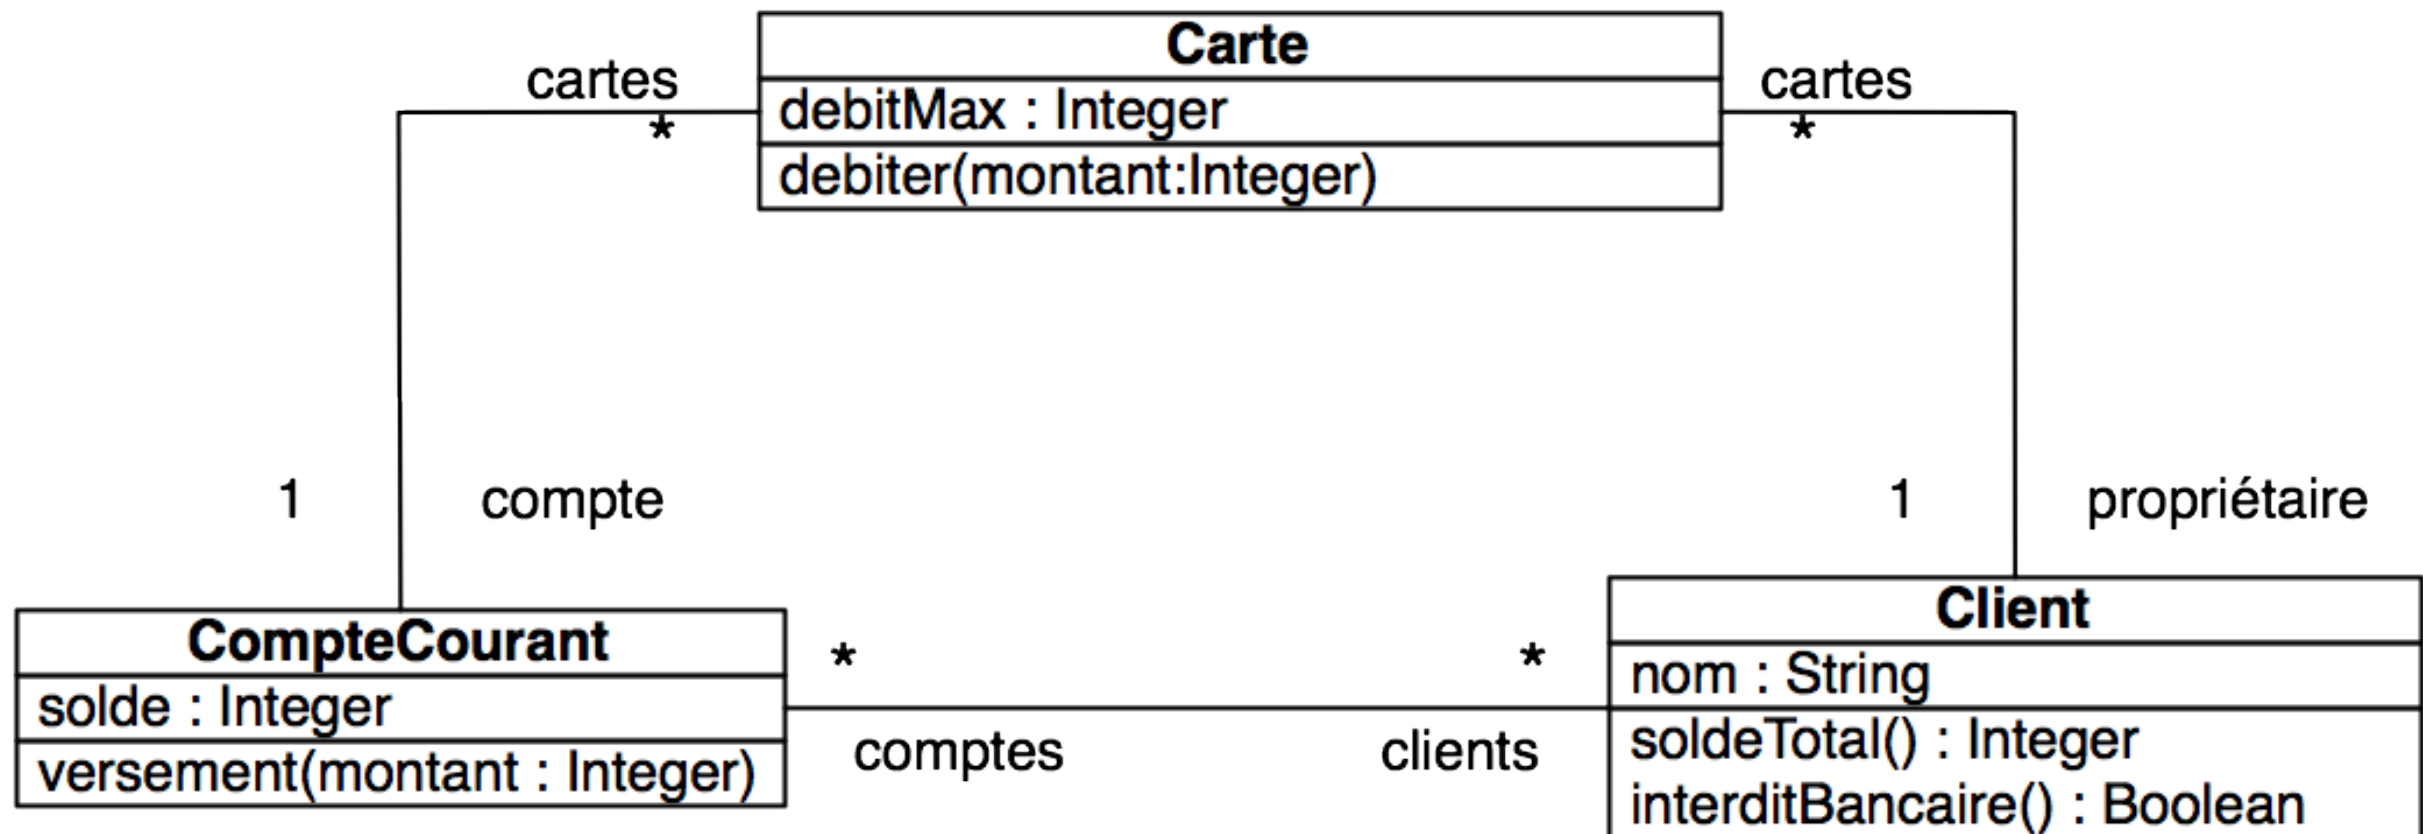 Carte
cartes
cartes
debitMax : Integer
*
*
debiter(montant:Integer)
1
compte
1
propriétaire
Client
CompteCourant
*
*
nom : String
solde : Integer
comptes
clients
soldeTotal() : Integer
versement(montant : Integer)
interditBancaire() : Boolean